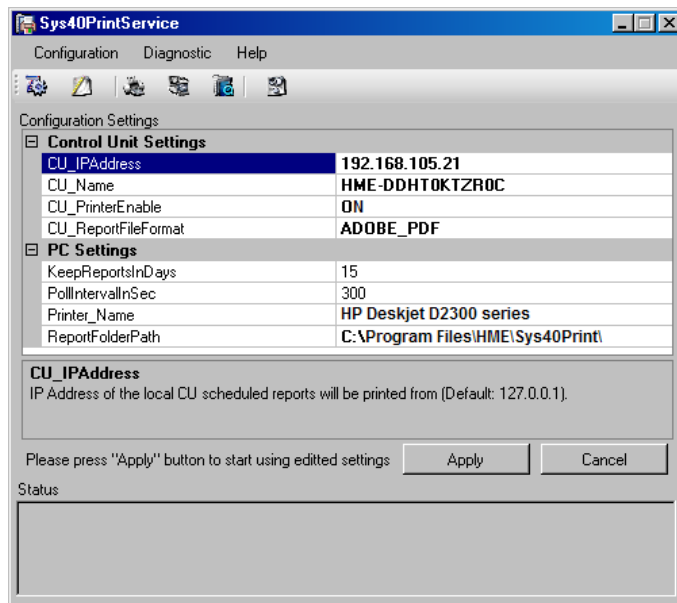 Sys40PrintService
Configuration Diagnostic Help
Configuration Settings
Control Unit Settings
CU_IPAddress 192.168.105.21
CU_Name HME-DDHT0KTZR0C
CU_PrinterEnable ON
CU_ReportFileFormat ADOBE_PDF
PC Settings
KeepReportsInDays 15
PollIntervalInSec 300
Printer_Name HP Deskjet D2300 series
ReportFolderPath C:\Program Files\HME\Sys40Print\
CU_IPAddress
IP Address of the local CU scheduled reports will be printed from (Default: 127.0.0.1).
Please press "Apply" button to start using editted settings Apply Cancel
Status